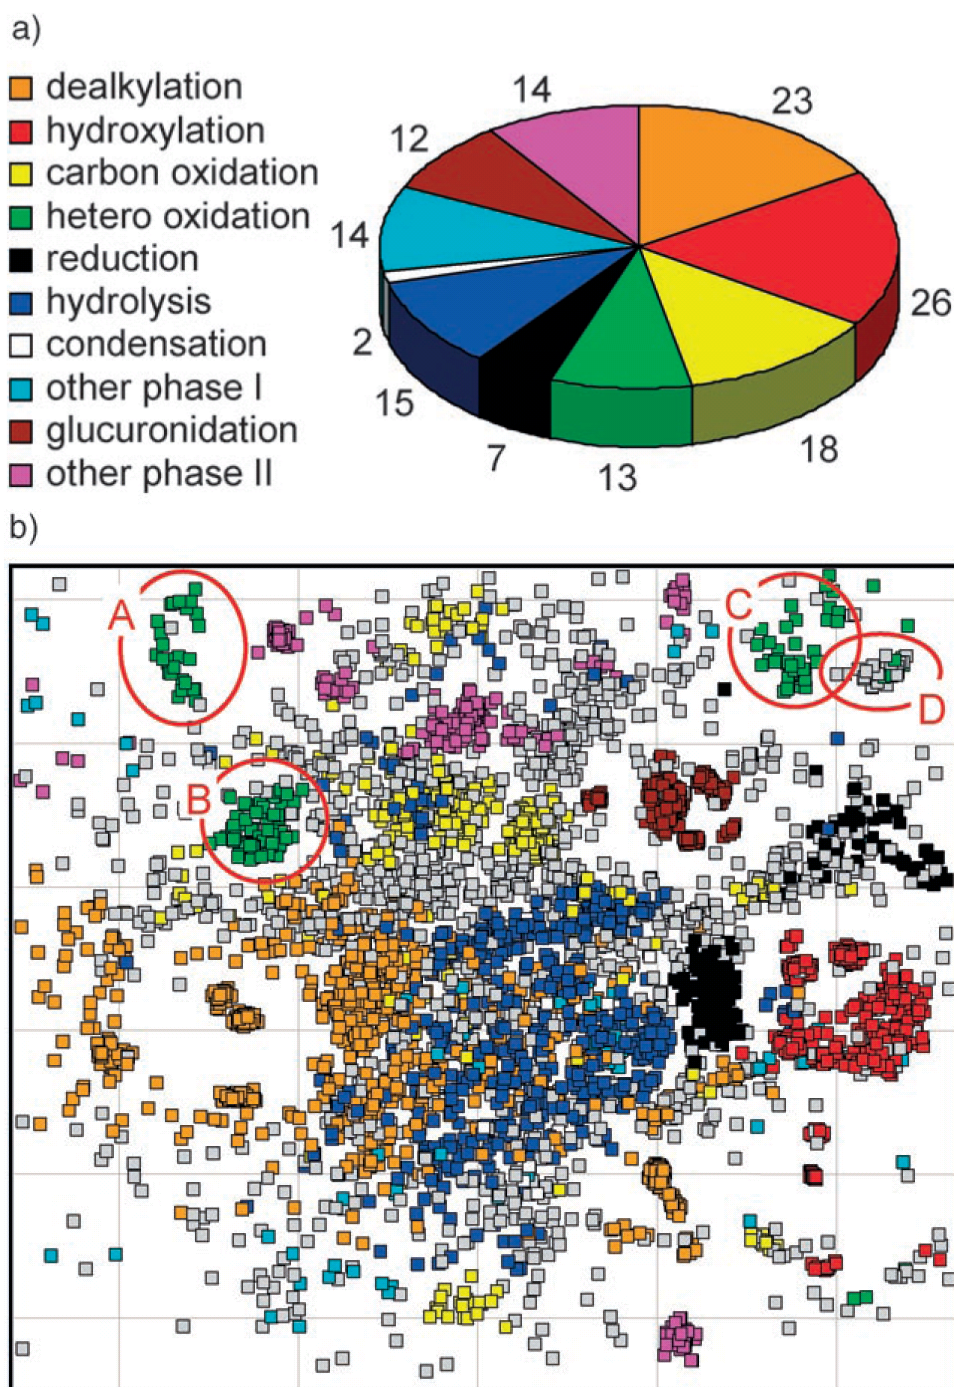 a)
dealkylation
hydroxylation
carbon oxidation
hetero oxidation
reduction
hydrolysis
condensation
other phase I
glucuronidation
other phase II
14
23
12
14
26
2
15
18
7
13
b)
A
C
D
B